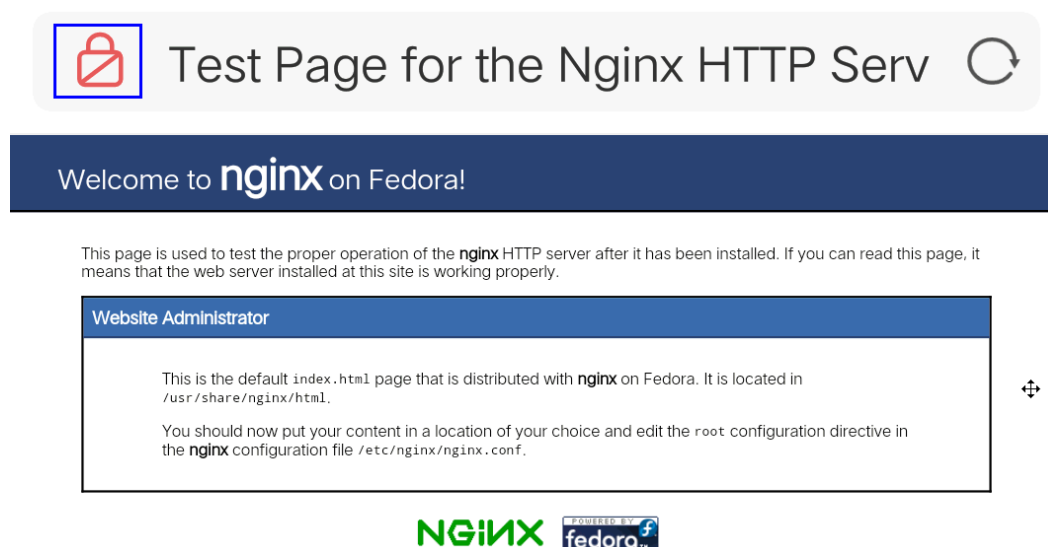 Test Page for the Nginx HTTP Serv
Welcome to nginx on Fedora!
This page is used to test the proper operation of the nginx HTTP server after it has been installed. If you can read this page, it
means that the web server installed at this site is working properly.
Website Administrator
This is the default index.html page that is distributed with nginx on Fedora. It is located in
/usr/share/nginx/html.
You should now put your content in a location of your choice and edit the root configuration directive in
the nginx configuration file /etc/nginx/nginx.conf.
NGINX
POWERED BY
fedora